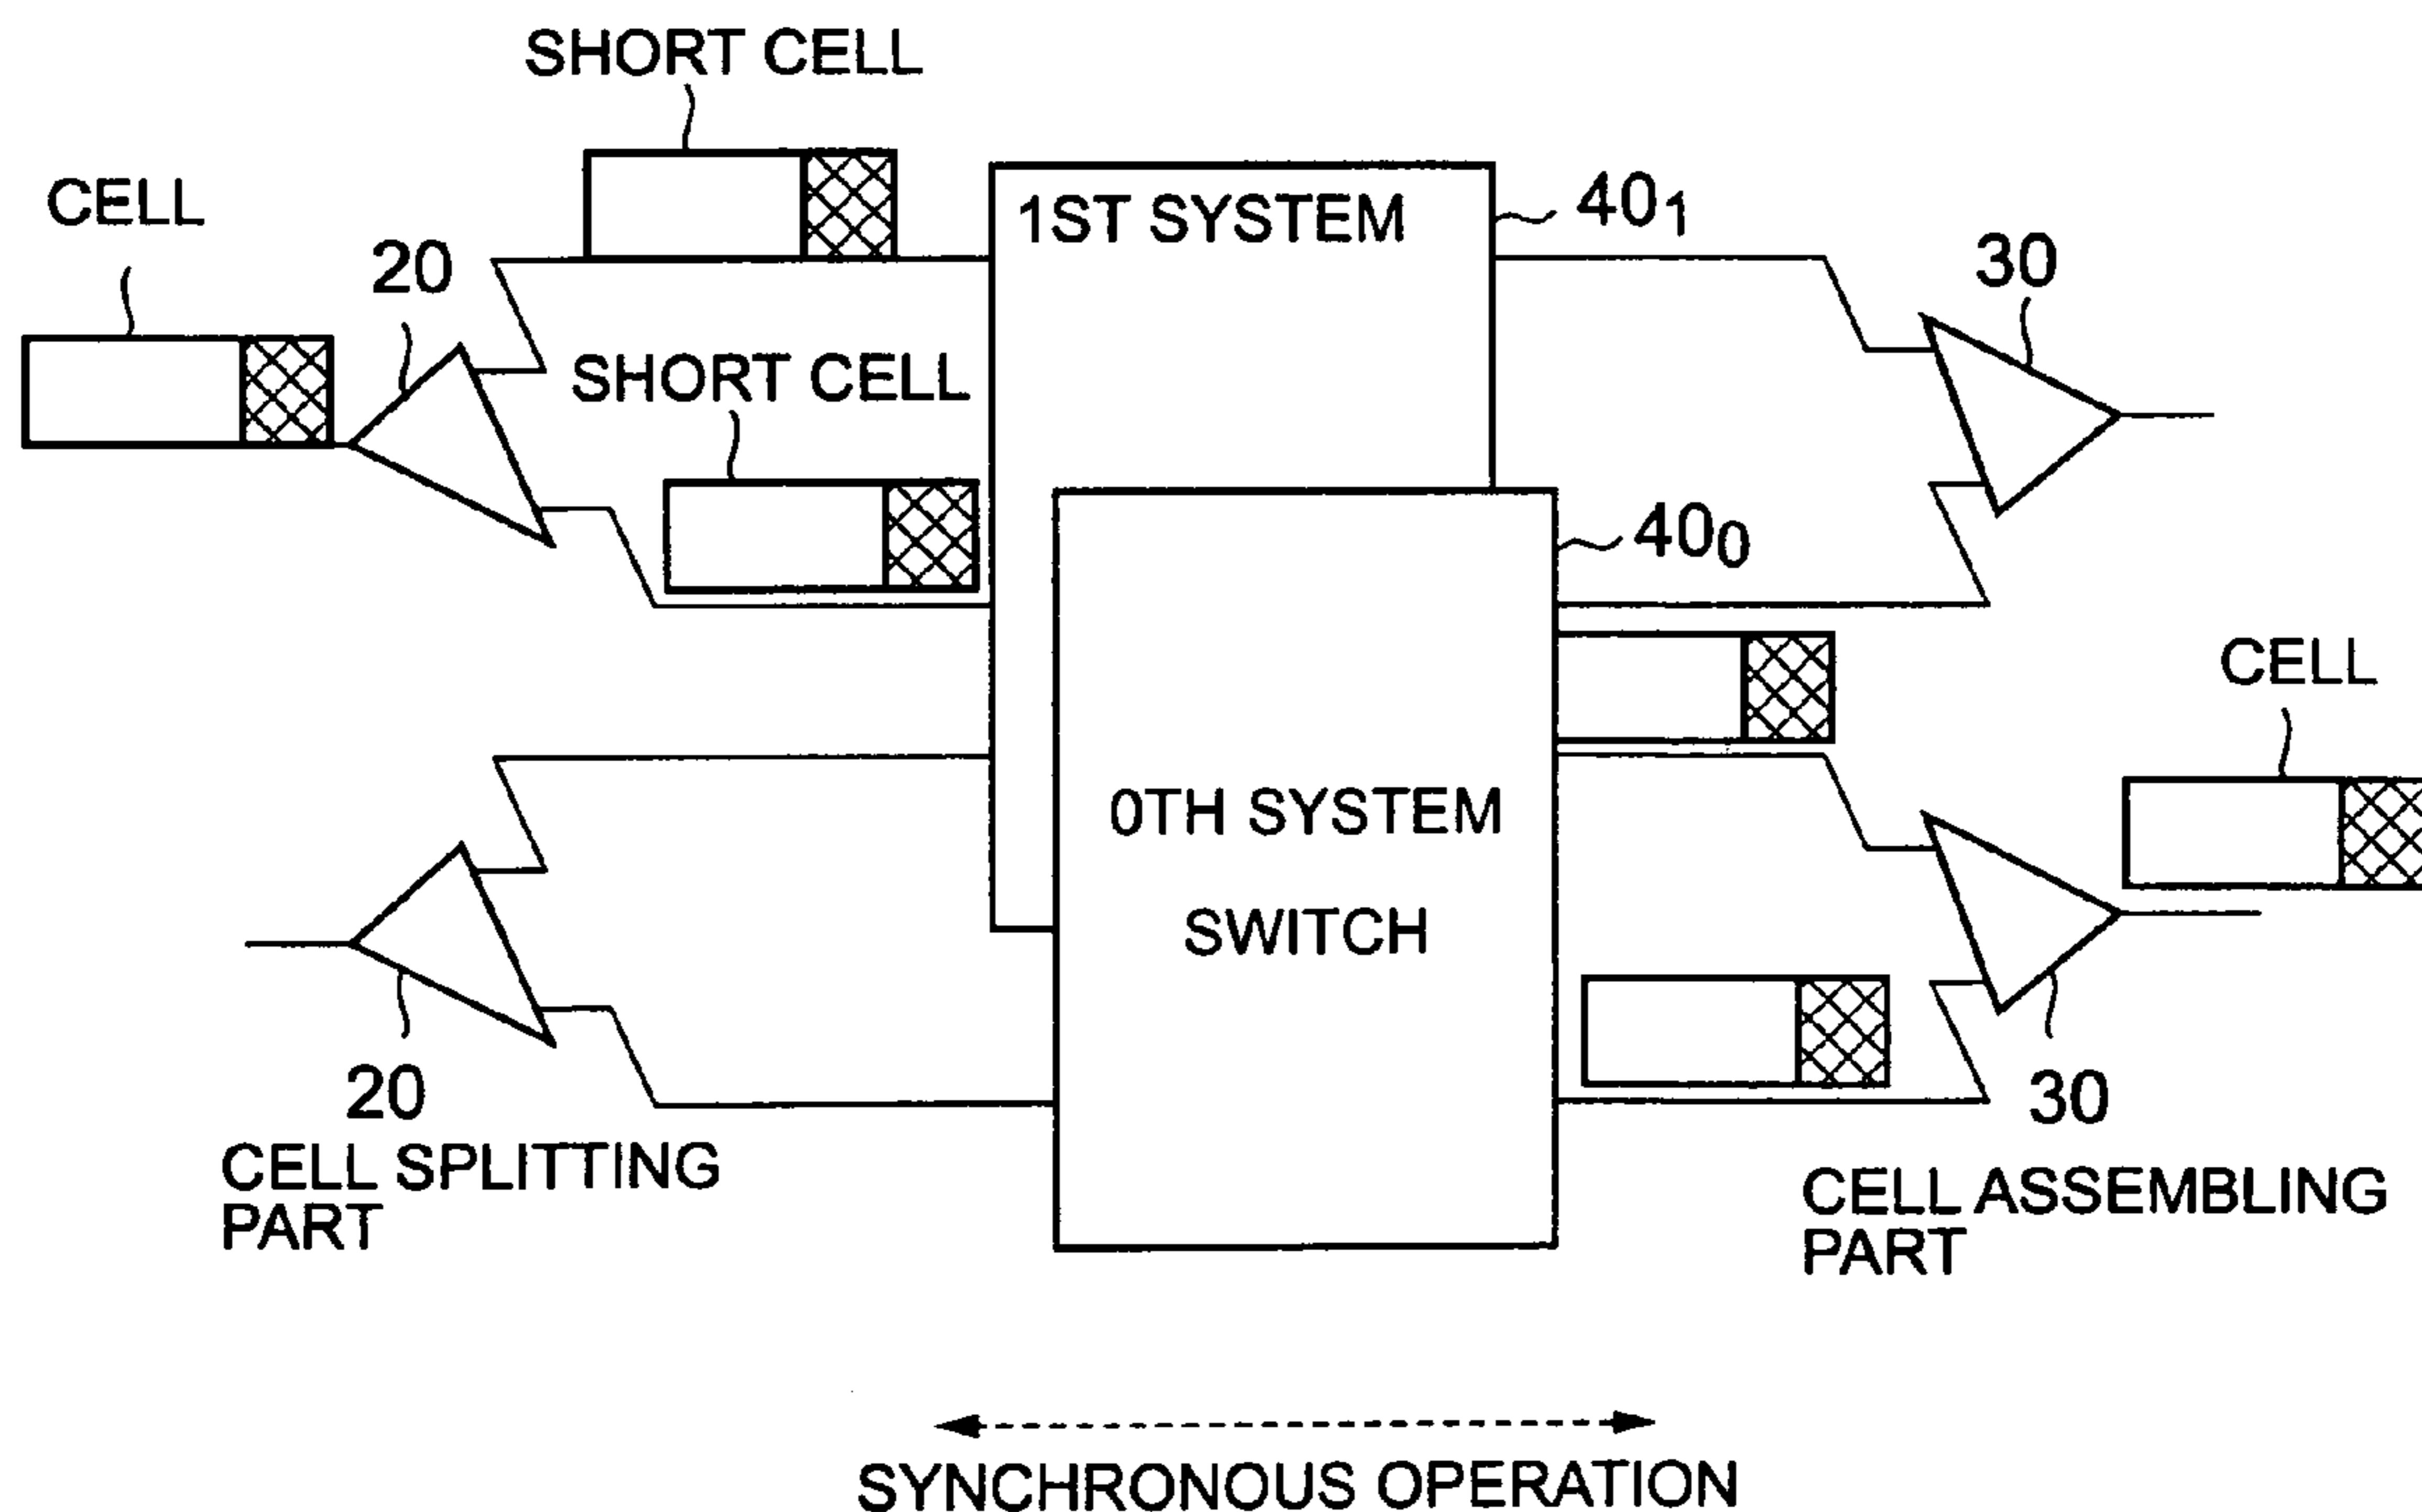 SHORT CELL
CELL
1ST SYSTEM
40₁
20
30
SHORT CELL
40₀
CELL
0TH SYSTEM
SWITCH
20
30
CELL SPLITTING
PART
CELL ASSEMBLING
PART
SYNCHRONOUS OPERATION